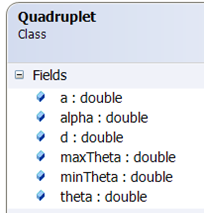 Quadruplet
Class
Fields
a : double
alpha : double
d : double
maxTheta : double
minTheta : double
theta : double